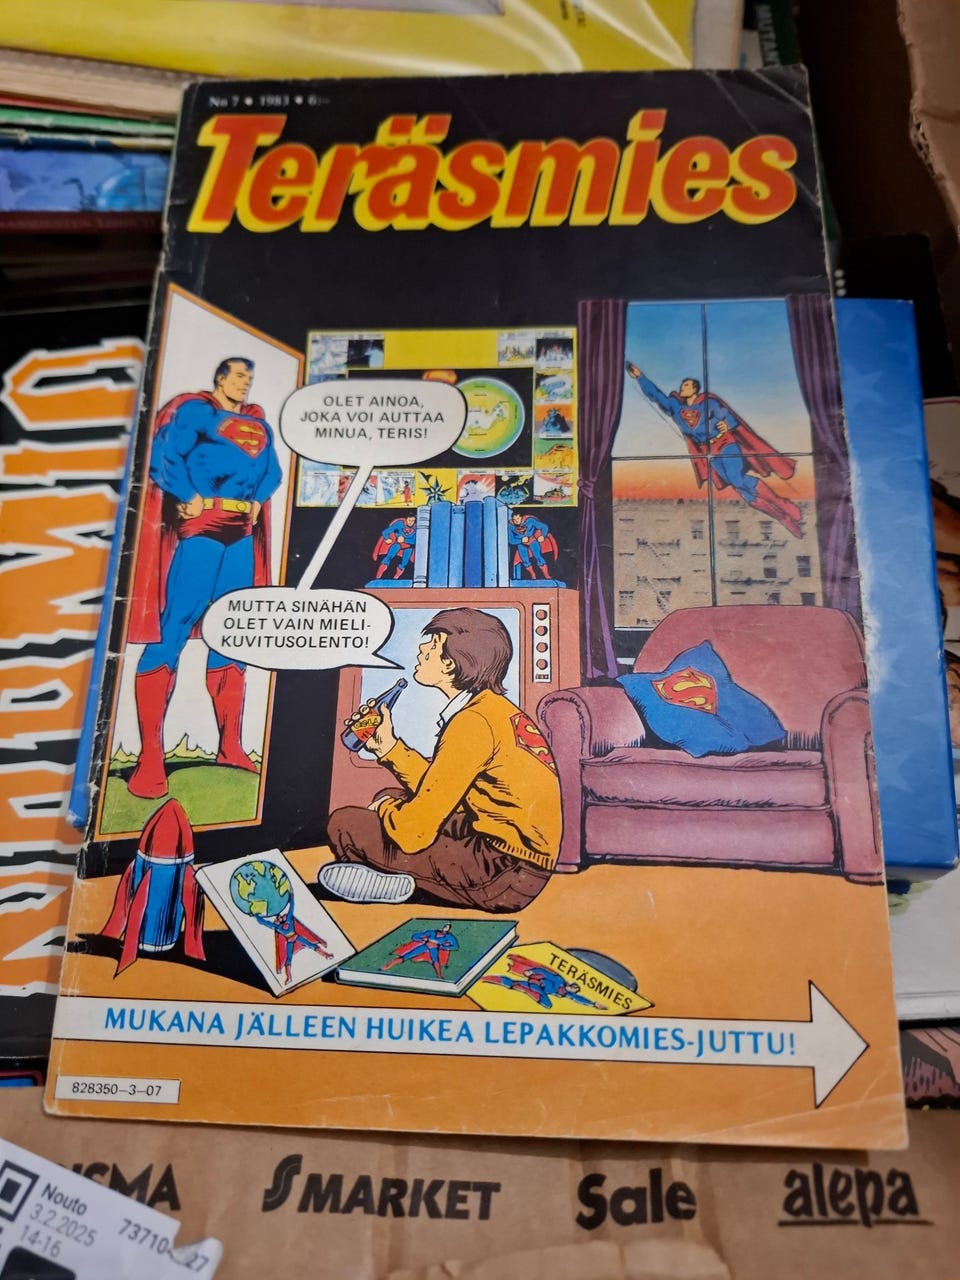 No 7 • 1983 • 6:-
Teräsmies
OLET AINOA,
JOKA VOI AUTTAA
MINUA, TERIS!
MUTTA SINÄHÄN
OLET VAIN MIELI-
KUVITUSOLENTO!
TERÄSMIES
MUKANA JÄLLEEN HUIKEA LEPAKKOMIES-JUTTU!
828350-3-07
S MARKET
Sale
alepa
Nouto
3.2.2025
14-16